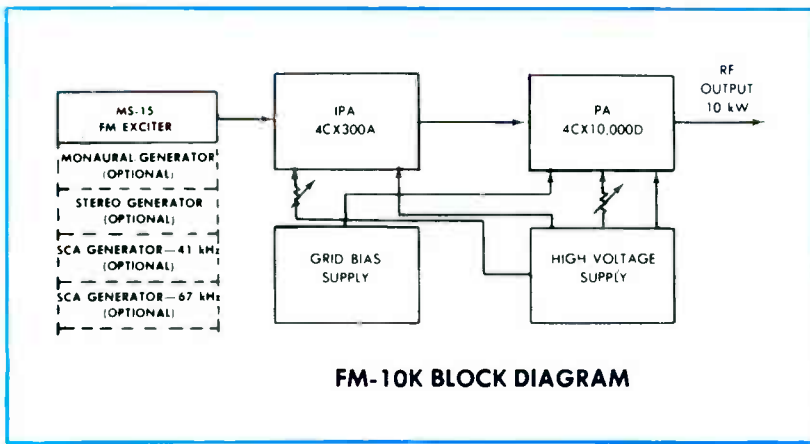 MS-15
FM EXCITER
MONAURAL GENERATOR
(OPTIONAL)
STEREO GENERATOR
(OPTIONAL)
SCA GENERATOR—41 kHz
(OPTIONAL)
SCA GENERATOR—67 kHz
(OPTIONAL)
IPA
4CX300A
PA
4CX10,000D
RF
OUTPUT
10 kW
GRID BIAS
SUPPLY
HIGH VOLTAGE
SUPPLY
FM-10K BLOCK DIAGRAM